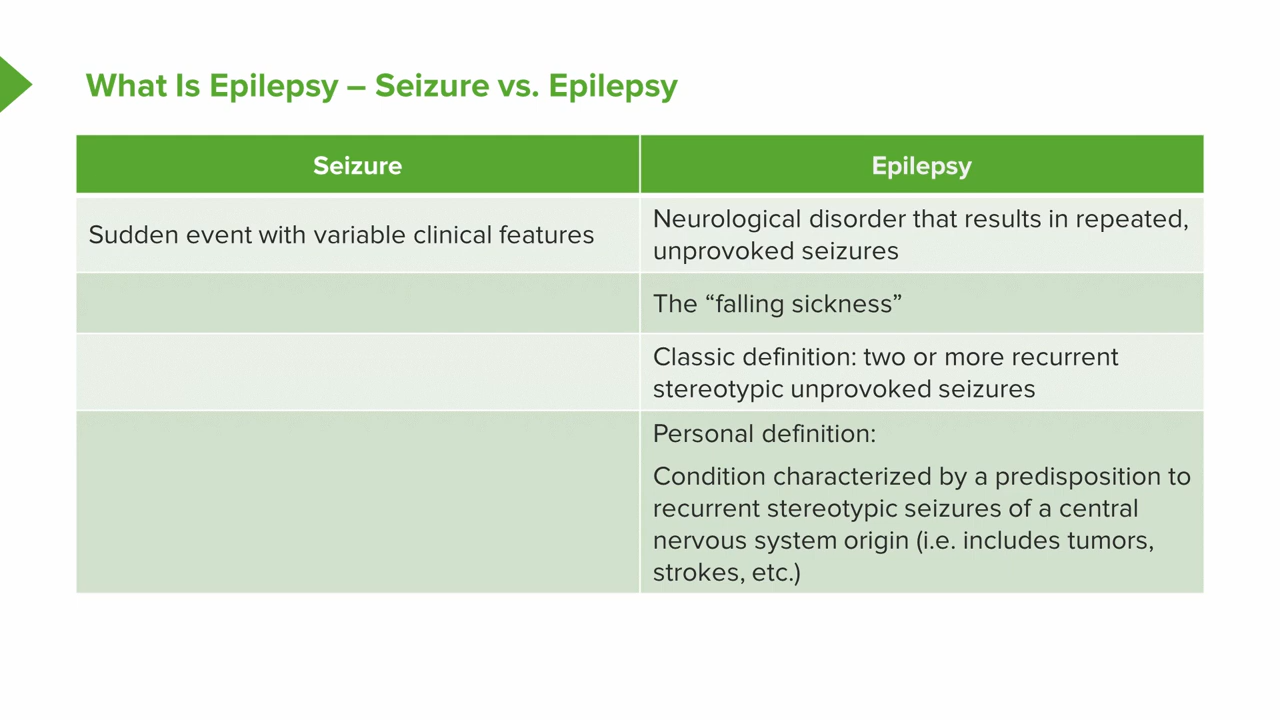 What Is Epilepsy – Seizure vs. Epilepsy
Seizure
Epilepsy
Sudden event with variable clinical features
Neurological disorder that results in repeated,
unprovoked seizures
The “falling sickness”
Classic definition: two or more recurrent
stereotypic unprovoked seizures
Personal definition:
Condition characterized by a predisposition to
recurrent stereotypic seizures of a central
nervous system origin (i.e. includes tumors,
strokes, etc.)